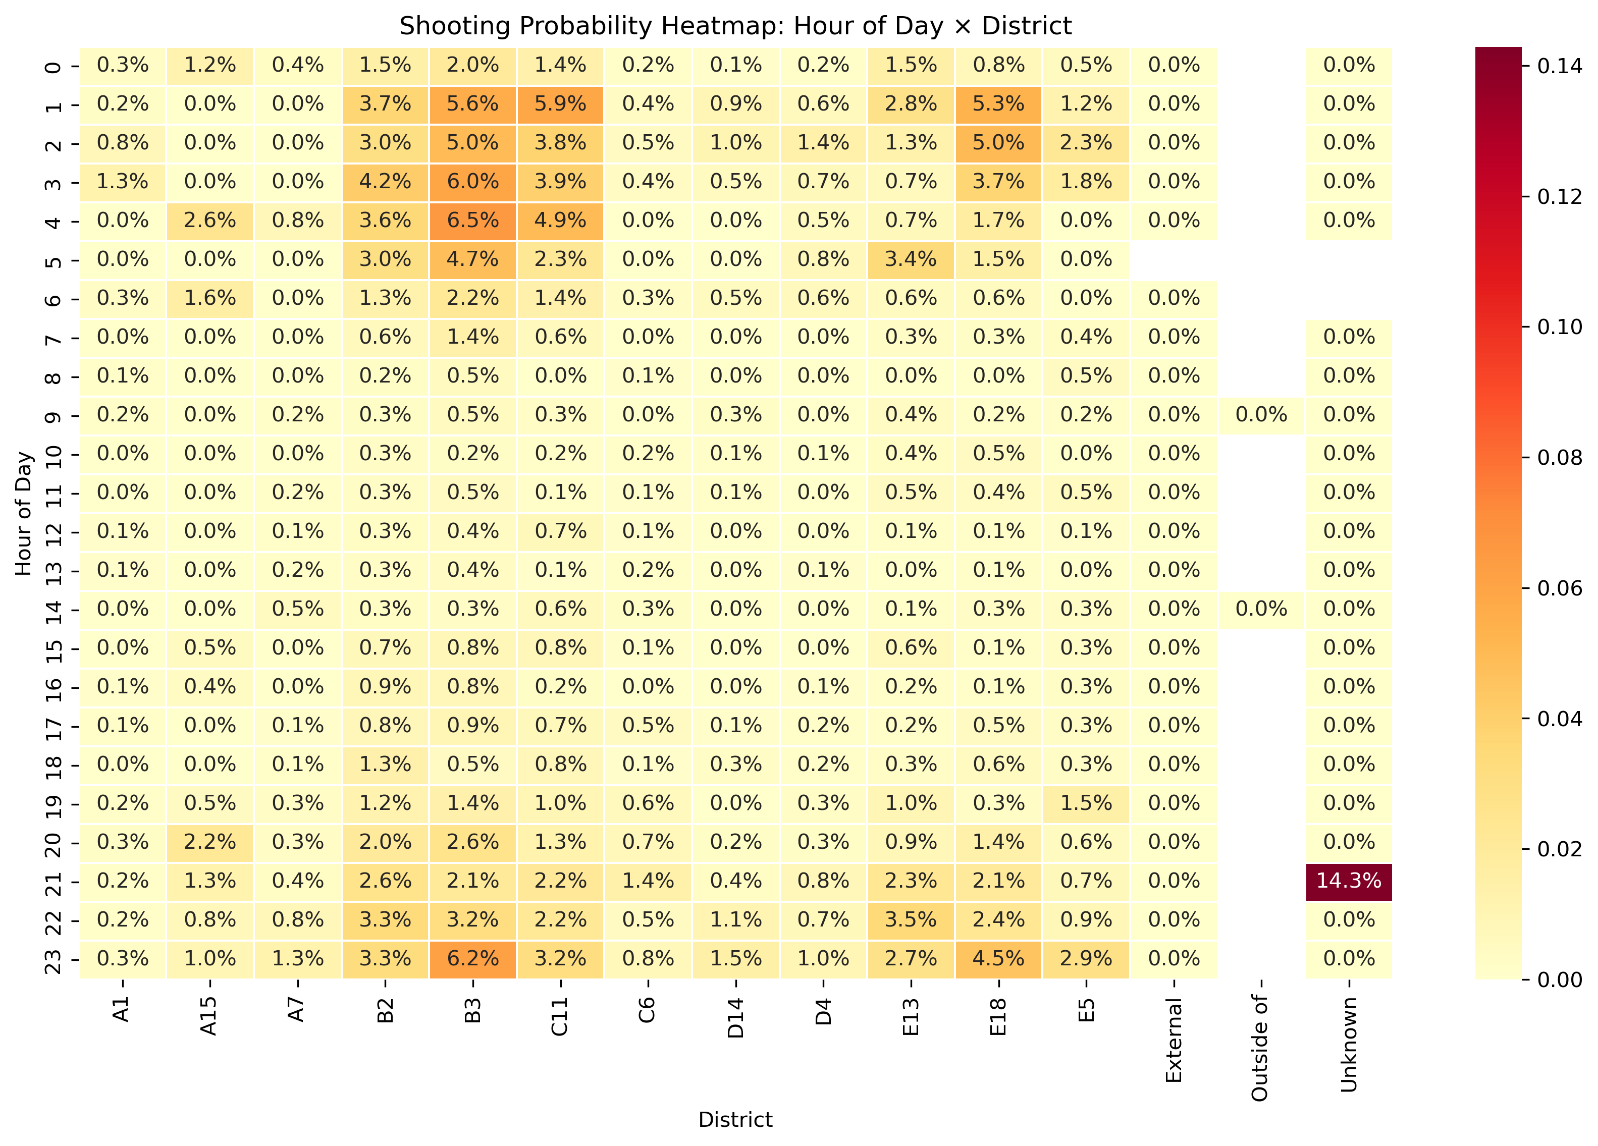 Shooting Probability Heatmap: Hour of Day × District
0 0.3% 1.2% 0.4% 1.5% 2.0% 1.4% 0.2% 0.1% 0.2% 1.5% 0.8% 0.5% 0.0% 0.0%
1 0.2% 0.0% 0.0% 3.7% 5.6% 5.9% 0.4% 0.9% 0.6% 2.8% 5.3% 1.2% 0.0% 0.0%
2 0.8% 0.0% 0.0% 3.0% 5.0% 3.8% 0.5% 1.0% 1.4% 1.3% 5.0% 2.3% 0.0% 0.0%
3 1.3% 0.0% 0.0% 4.2% 6.0% 3.9% 0.4% 0.5% 0.7% 0.7% 3.7% 1.8% 0.0% 0.0%
4 0.0% 2.6% 0.8% 3.6% 6.5% 4.9% 0.0% 0.0% 0.5% 0.7% 1.7% 0.0% 0.0% 0.0%
5 0.0% 0.0% 0.0% 3.0% 4.7% 2.3% 0.0% 0.0% 0.8% 3.4% 1.5% 0.0%
6 0.3% 1.6% 0.0% 1.3% 2.2% 1.4% 0.3% 0.5% 0.6% 0.6% 0.6% 0.0% 0.0%
7 0.0% 0.0% 0.0% 0.6% 1.4% 0.6% 0.0% 0.0% 0.0% 0.3% 0.3% 0.4% 0.0% 0.0%
8 0.1% 0.0% 0.0% 0.2% 0.5% 0.0% 0.1% 0.0% 0.0% 0.0% 0.0% 0.5% 0.0% 0.0%
9 0.2% 0.0% 0.2% 0.3% 0.5% 0.3% 0.0% 0.3% 0.0% 0.4% 0.2% 0.2% 0.0% 0.0% 0.0%
10 0.0% 0.0% 0.0% 0.3% 0.2% 0.2% 0.2% 0.1% 0.1% 0.4% 0.5% 0.0% 0.0% 0.0%
11 0.0% 0.0% 0.2% 0.3% 0.5% 0.1% 0.1% 0.1% 0.0% 0.5% 0.4% 0.5% 0.0% 0.0%
12 0.1% 0.0% 0.1% 0.3% 0.4% 0.7% 0.1% 0.0% 0.0% 0.1% 0.1% 0.1% 0.0% 0.0%
13 0.1% 0.0% 0.2% 0.3% 0.4% 0.1% 0.2% 0.0% 0.1% 0.0% 0.1% 0.0% 0.0% 0.0%
14 0.0% 0.0% 0.5% 0.3% 0.3% 0.6% 0.3% 0.0% 0.0% 0.1% 0.3% 0.3% 0.0% 0.0% 0.0%
15 0.0% 0.5% 0.0% 0.7% 0.8% 0.8% 0.1% 0.0% 0.0% 0.6% 0.1% 0.3% 0.0% 0.0%
16 0.1% 0.4% 0.0% 0.9% 0.8% 0.2% 0.0% 0.0% 0.1% 0.2% 0.1% 0.3% 0.0% 0.0%
17 0.1% 0.0% 0.1% 0.8% 0.9% 0.7% 0.5% 0.1% 0.2% 0.2% 0.5% 0.3% 0.0% 0.0%
18 0.0% 0.0% 0.1% 1.3% 0.5% 0.8% 0.1% 0.3% 0.2% 0.3% 0.6% 0.3% 0.0% 0.0%
19 0.2% 0.5% 0.3% 1.2% 1.4% 1.0% 0.6% 0.0% 0.3% 1.0% 0.3% 1.5% 0.0% 0.0%
20 0.3% 2.2% 0.3% 2.0% 2.6% 1.3% 0.7% 0.2% 0.3% 0.9% 1.4% 0.6% 0.0% 0.0%
21 0.2% 1.3% 0.4% 2.6% 2.1% 2.2% 1.4% 0.4% 0.8% 2.3% 2.1% 0.7% 0.0% 14.3%
22 0.2% 0.8% 0.8% 3.3% 3.2% 2.2% 0.5% 1.1% 0.7% 3.5% 2.4% 0.9% 0.0% 0.0%
23 0.3% 1.0% 1.3% 3.3% 6.2% 3.2% 0.8% 1.5% 1.0% 2.7% 4.5% 2.9% 0.0% 0.0%
Hour of Day
A1 A15 A7 B2 B3 C11 C6 D14 D4 E13 E18 E5 External Outside of Unknown
District
0.14
0.12
0.10
0.08
0.06
0.04
0.02
0.00